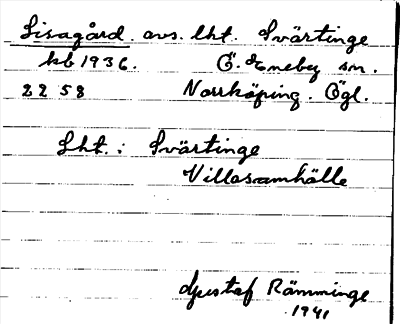 Lisagård. avs. lht. Svärtinge
kb 1936. Ö. Eneby sn.
22 58 Norrköping. Ögl.
Lht.: Svärtinge
Villasamhälle
Gustaf Rämminge
1941